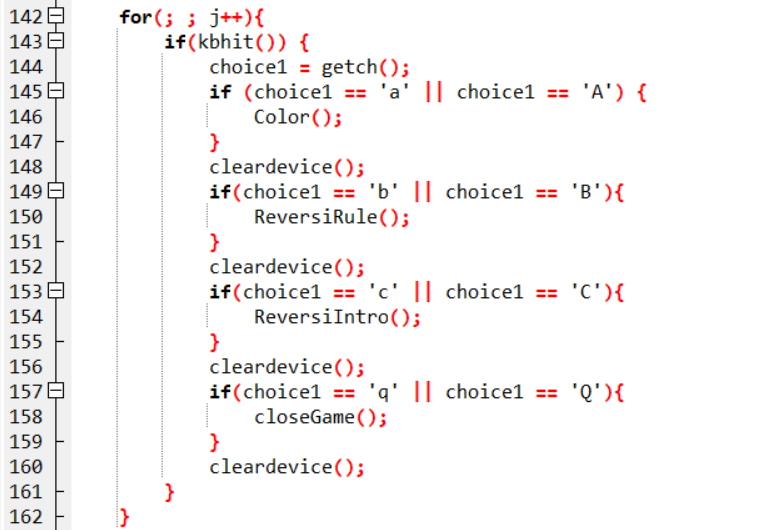 142 for(; ; j++){
143 if(kbhit()) {
144 choice1 = getch();
145 if (choice1 == 'a' || choice1 == 'A') {
146 Color();
147 }
148 cleardevice();
149 if(choice1 == 'b' || choice1 == 'B'){
150 ReversiRule();
151 }
152 cleardevice();
153 if(choice1 == 'c' || choice1 == 'C'){
154 ReversiIntro();
155 }
156 cleardevice();
157 if(choice1 == 'q' || choice1 == 'Q'){
158 closeGame();
159 }
160 cleardevice();
161 }
162 }